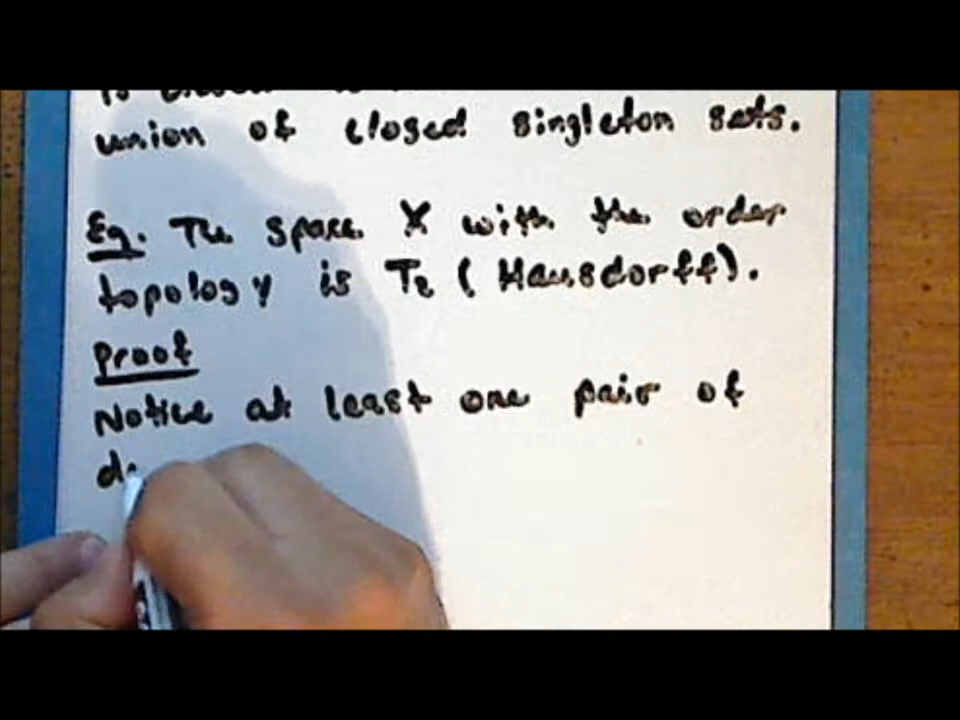 union of closed singleton sets.
Eg. The space X with the order
topology is T2 (Hausdorff).
Proof
Notice at least one pair of